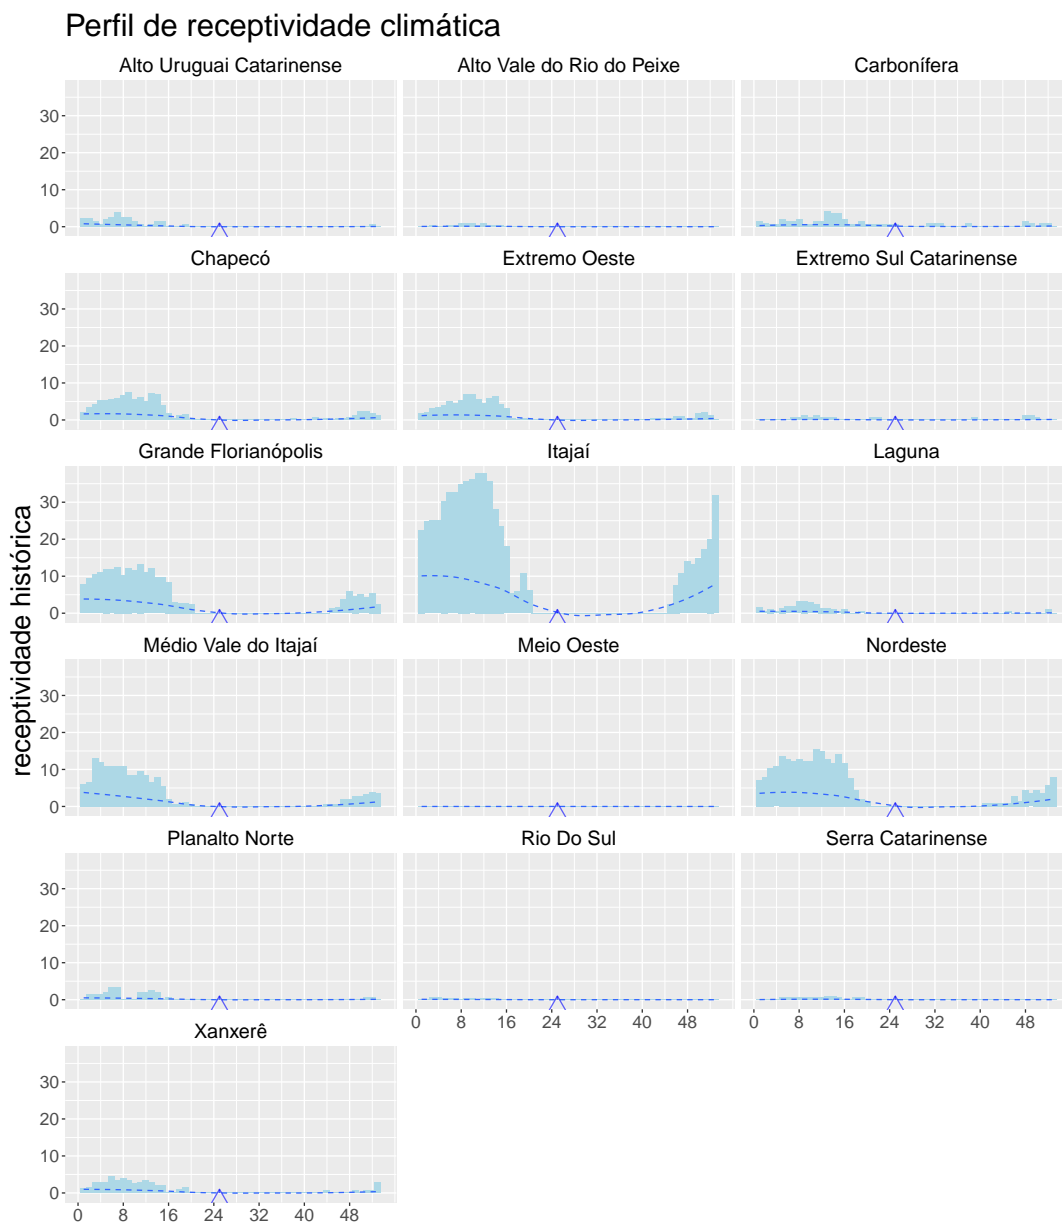 Perfil de receptividade climática
Alto Uruguai Catarinense
Alto Vale do Rio do Peixe
Carbonífera
30
20
10
0
Chapecó
Extremo Oeste
Extremo Sul Catarinense
30
20
10
0
Grande Florianópolis
Itajaí
Laguna
30
20
10
0
receptividade histórica
Médio Vale do Itajaí
Meio Oeste
Nordeste
30
20
10
0
Planalto Norte
Rio Do Sul
Serra Catarinense
30
20
10
0
0 8 16 24 32 40 48
0 8 16 24 32 40 48
Xanxerê
30
20
10
0
0 8 16 24 32 40 48